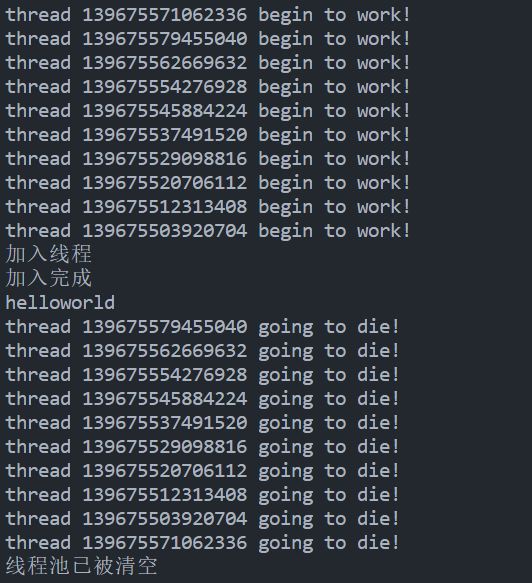 thread 139675571062336 begin to work!
thread 139675579455040 begin to work!
thread 139675562669632 begin to work!
thread 139675554276928 begin to work!
thread 139675545884224 begin to work!
thread 139675537491520 begin to work!
thread 139675529098816 begin to work!
thread 139675520706112 begin to work!
thread 139675512313408 begin to work!
thread 139675503920704 begin to work!
加入线程
加入完成
helloworld
thread 139675579455040 going to die!
thread 139675562669632 going to die!
thread 139675554276928 going to die!
thread 139675545884224 going to die!
thread 139675537491520 going to die!
thread 139675529098816 going to die!
thread 139675520706112 going to die!
thread 139675512313408 going to die!
thread 139675503920704 going to die!
thread 139675571062336 going to die!
线程池已被清空